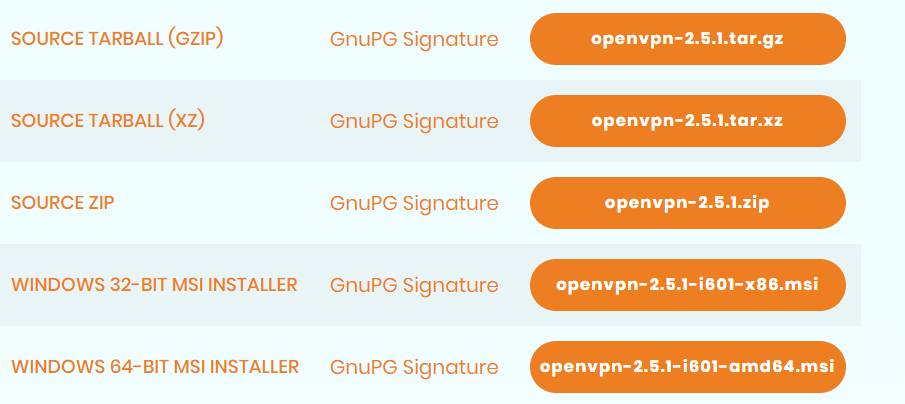 SOURCE TARBALL (GZIP) GnuPG Signature openvpn-2.5.1.tar.gz
SOURCE TARBALL (XZ) GnuPG Signature openvpn-2.5.1.tar.xz
SOURCE ZIP GnuPG Signature openvpn-2.5.1.zip
WINDOWS 32-BIT MSI INSTALLER GnuPG Signature openvpn-2.5.1-i601-x86.msi
WINDOWS 64-BIT MSI INSTALLER GnuPG Signature openvpn-2.5.1-i601-amd64.msi